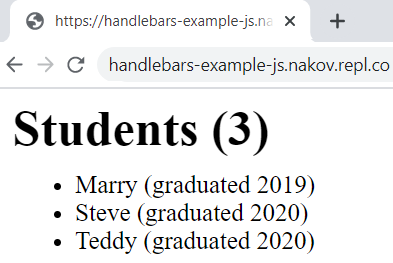 https://handlebars-example-js.na
handlebars-example-js.nakov.repl.co
Students (3)
Marry (graduated 2019)
Steve (graduated 2020)
Teddy (graduated 2020)